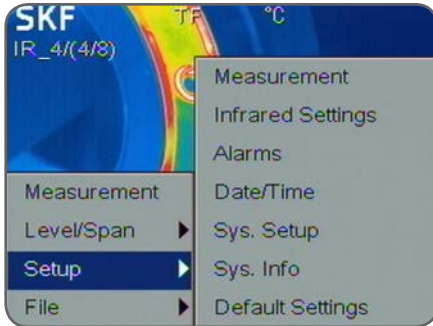 SKF TF °C
IR_4/(4/8)
Measurement
Level/Span
Setup
File
Measurement
Infrared Settings
Alarms
Date/Time
Sys. Setup
Sys. Info
Default Settings